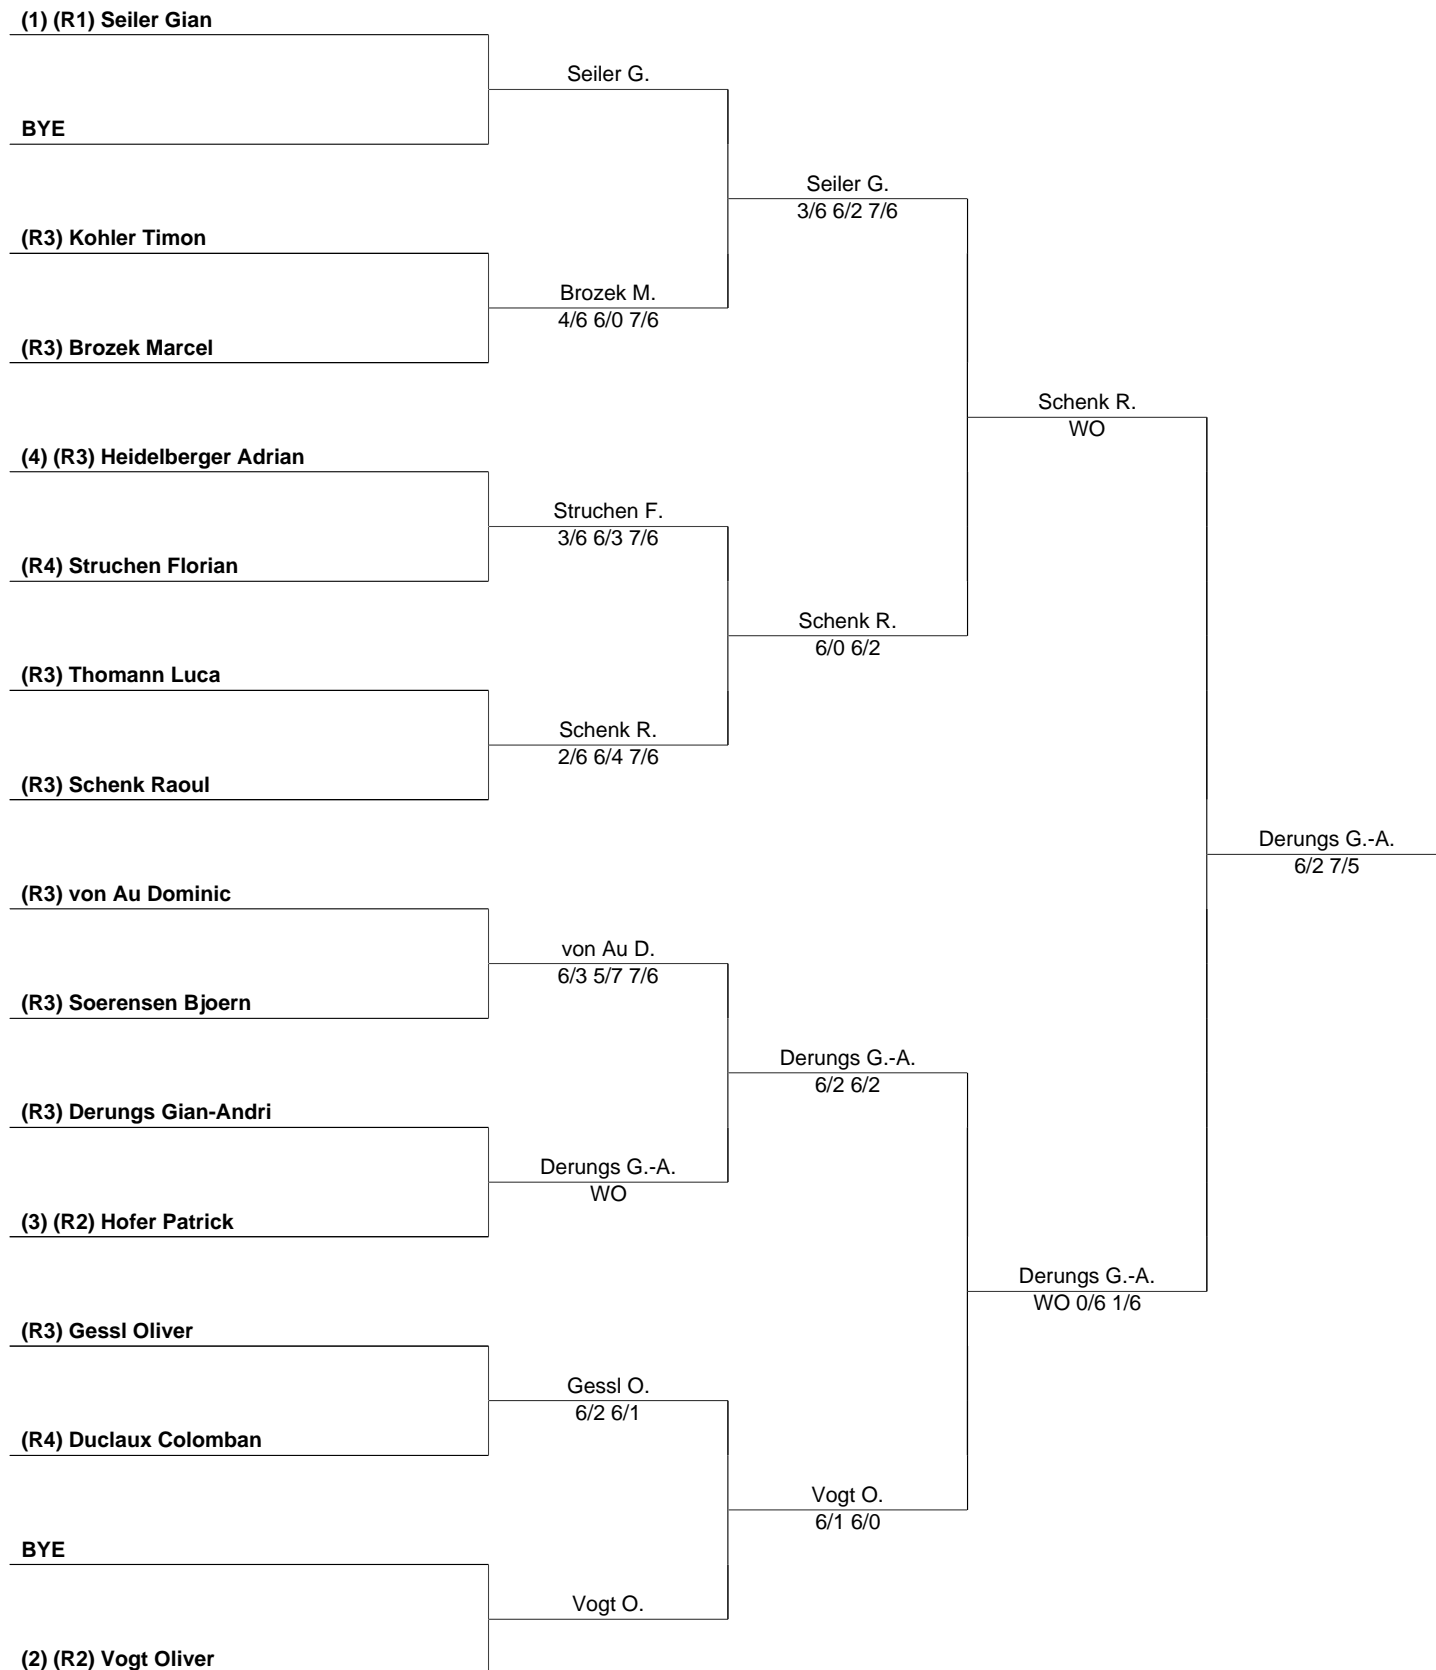 (1) (R1) Seiler Gian
Seiler G.
BYE
Seiler G.
3/6 6/2 7/6
(R3) Kohler Timon
Brozek M.
4/6 6/0 7/6
(R3) Brozek Marcel
Schenk R.
WO
(4) (R3) Heidelberger Adrian
Struchen F.
3/6 6/3 7/6
(R4) Struchen Florian
Schenk R.
6/0 6/2
(R3) Thomann Luca
Schenk R.
2/6 6/4 7/6
(R3) Schenk Raoul
Derungs G.-A.
6/2 7/5
(R3) von Au Dominic
von Au D.
6/3 5/7 7/6
(R3) Soerensen Bjoern
Derungs G.-A.
6/2 6/2
(R3) Derungs Gian-Andri
Derungs G.-A.
WO
(3) (R2) Hofer Patrick
Derungs G.-A.
WO 0/6 1/6
(R3) Gessl Oliver
Gessl O.
6/2 6/1
(R4) Duclaux Colomban
Vogt O.
6/1 6/0
BYE
Vogt O.
(2) (R2) Vogt Oliver